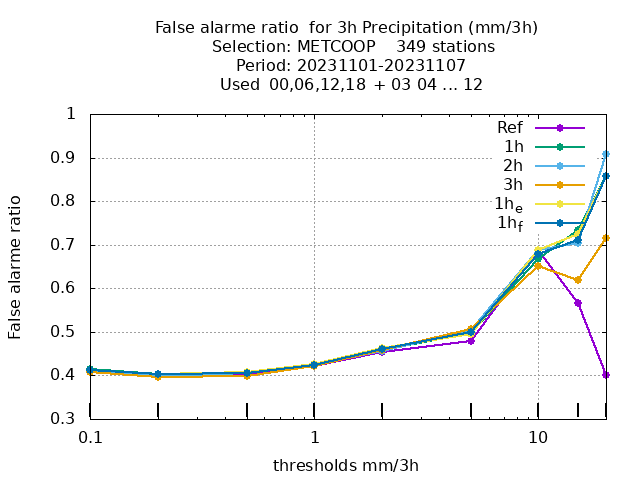 False alarme ratio  for 3h Precipitation (mm/3h)
Selection: METCOOP    349 stations
Period: 20231101-20231107
Used  00,06,12,18  + 03 04 ... 12
False alarme ratio
1
0.9
0.8
0.7
0.6
0.5
0.4
0.3
Ref
1h
2h
3h
1h_e
1h_f
0.1
1
10
thresholds mm/3h